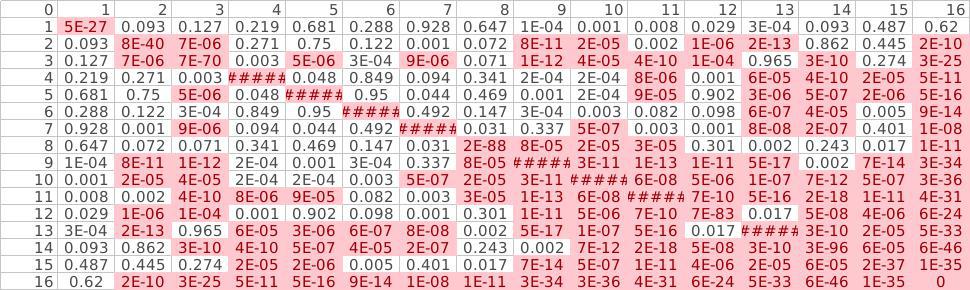 0 1 2 3 4 5 6 7 8 9 10 11 12 13 14 15 16
1 5E-27 0.093 0.127 0.219 0.681 0.288 0.928 0.647 1E-04 0.001 0.008 0.029 3E-04 0.093 0.487 0.62
2 0.093 8E-40 7E-06 0.271 0.75 0.122 0.001 0.072 8E-11 2E-05 0.002 1E-06 2E-13 0.862 0.445 2E-10
3 0.127 7E-06 7E-70 0.003 5E-06 3E-04 9E-06 0.071 1E-12 4E-05 4E-10 1E-04 0.965 3E-10 0.274 3E-25
4 0.219 0.271 0.003 ##### 0.048 0.849 0.094 0.341 2E-04 2E-04 8E-06 0.001 6E-05 4E-10 2E-05 5E-11
5 0.681 0.75 5E-06 0.048 ##### 0.95 0.044 0.469 0.001 2E-04 9E-05 0.902 3E-06 5E-07 2E-06 5E-16
6 0.288 0.122 3E-04 0.849 0.95 ##### 0.492 0.147 3E-04 0.003 0.082 0.098 6E-07 4E-05 0.005 9E-14
7 0.928 0.001 9E-06 0.094 0.044 0.492 ##### 0.031 0.337 5E-07 0.003 0.001 8E-08 2E-07 0.401 1E-08
8 0.647 0.072 0.071 0.341 0.469 0.147 0.031 2E-88 8E-05 2E-05 3E-05 0.301 0.002 0.243 0.017 1E-11
9 1E-04 8E-11 1E-12 2E-04 0.001 3E-04 0.337 8E-05 ##### 3E-11 1E-13 1E-11 5E-17 0.002 7E-14 3E-34
10 0.001 2E-05 4E-05 2E-04 2E-04 0.003 5E-07 2E-05 3E-11 ##### 6E-08 5E-06 1E-07 7E-12 5E-07 3E-36
11 0.008 0.002 4E-10 8E-06 9E-05 0.082 0.003 3E-05 1E-13 6E-08 ##### 7E-10 5E-16 2E-18 1E-11 4E-31
12 0.029 1E-06 1E-04 0.001 0.902 0.098 0.001 0.301 1E-11 5E-06 7E-10 7E-83 0.017 5E-08 4E-06 6E-24
13 3E-04 2E-13 0.965 6E-05 3E-06 6E-07 8E-08 0.002 5E-17 1E-07 5E-16 0.017 ##### 3E-10 2E-05 5E-33
14 0.093 0.862 3E-10 4E-10 5E-07 4E-05 2E-07 0.243 0.002 7E-12 2E-18 5E-08 3E-10 3E-96 6E-05 6E-46
15 0.487 0.445 0.274 2E-05 2E-06 0.005 0.401 0.017 7E-14 5E-07 1E-11 4E-06 2E-05 6E-05 2E-37 1E-35
16 0.62 2E-10 3E-25 5E-11 5E-16 9E-14 1E-08 1E-11 3E-34 3E-36 4E-31 6E-24 5E-33 6E-46 1E-35 0